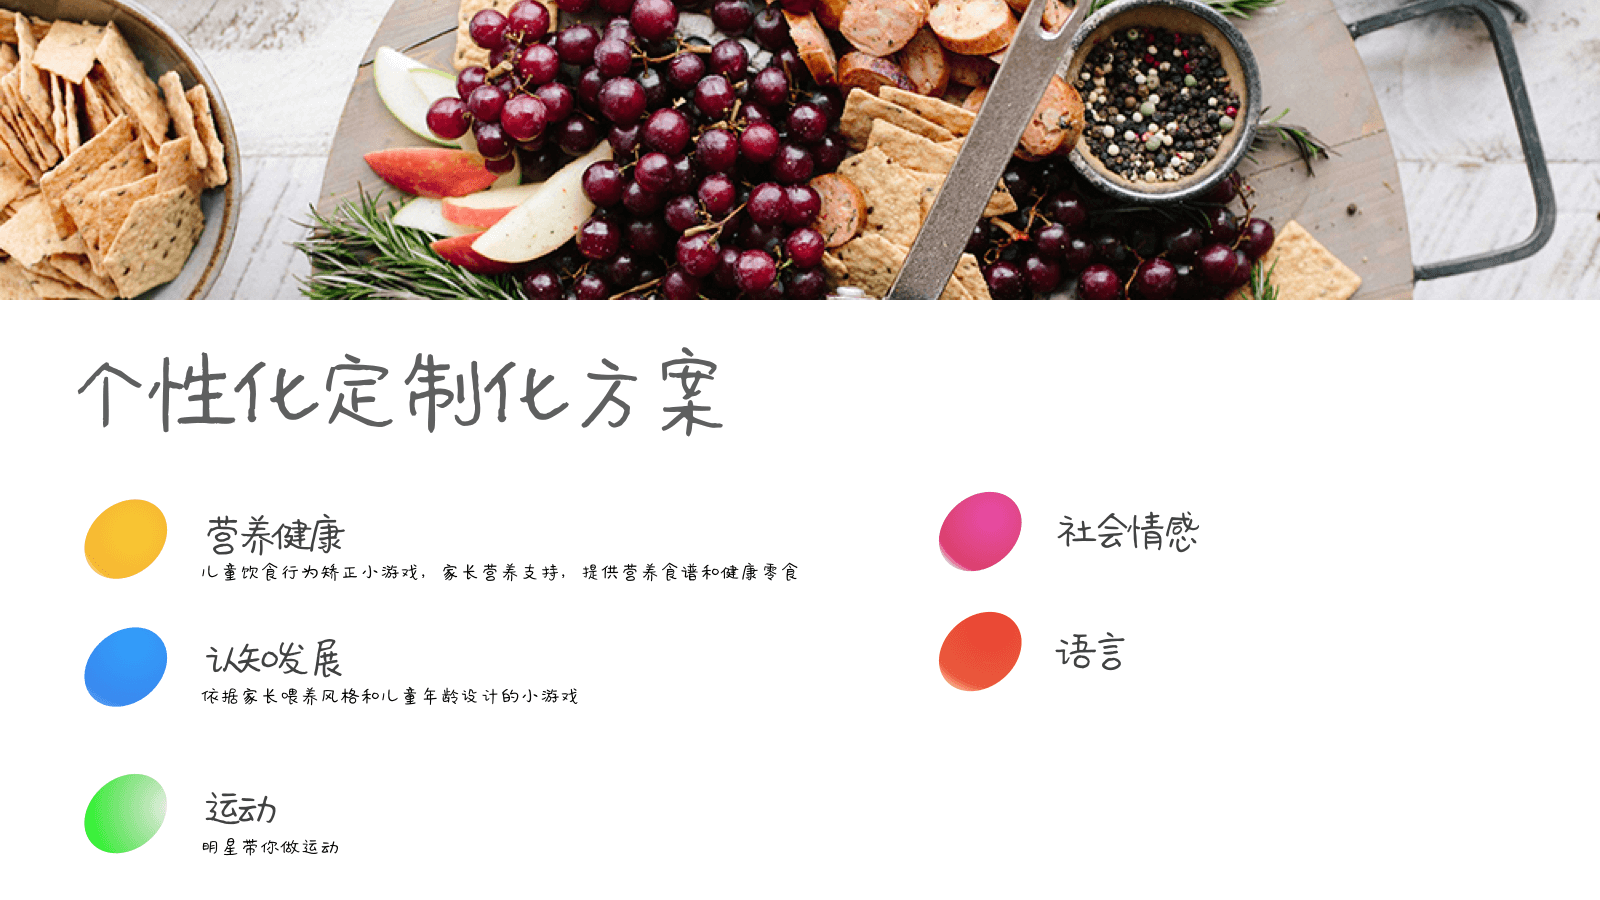 个性化定制化方案
营养健康
儿童饮食行为矫正小游戏，家长营养支持，提供营养食谱和健康零食
认知发展
依据家长喂养风格和儿童年龄设计的小游戏
运动
明星带你做运动
社会情感
语言